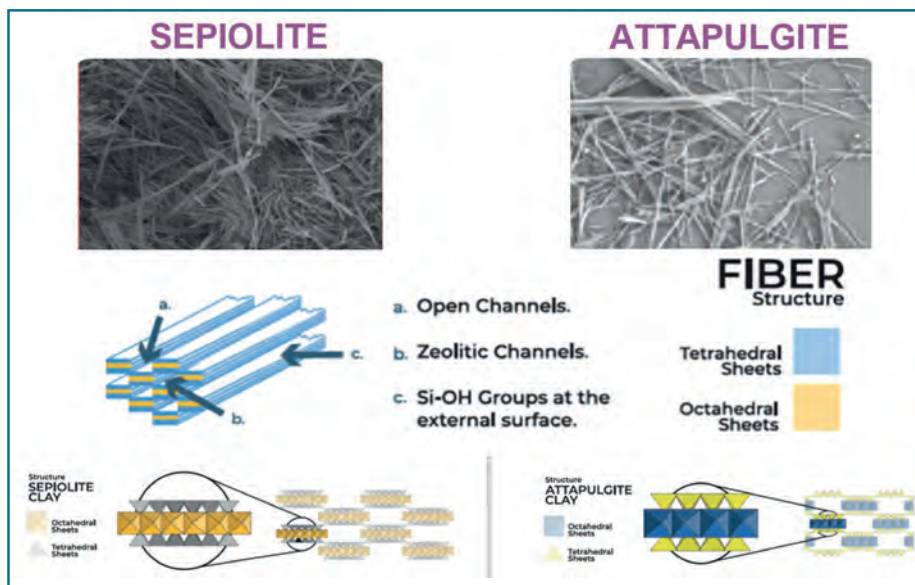 SEPIOLITE
ATTAPULGITE
FIBER
Structure
a.
c.
b.
a. Open Channels.
b. Zeolitic Channels.
c. Si-OH Groups at the
external surface.
Tetrahedral
Sheets
Octahedral
Sheets
Structure
SEPIOLITE
CLAY
Octahedral
Sheets
Tetrahedral
Sheets
Structure
ATTAPULGITE
CLAY
Octahedral
Sheets
Tetrahedral
Sheets